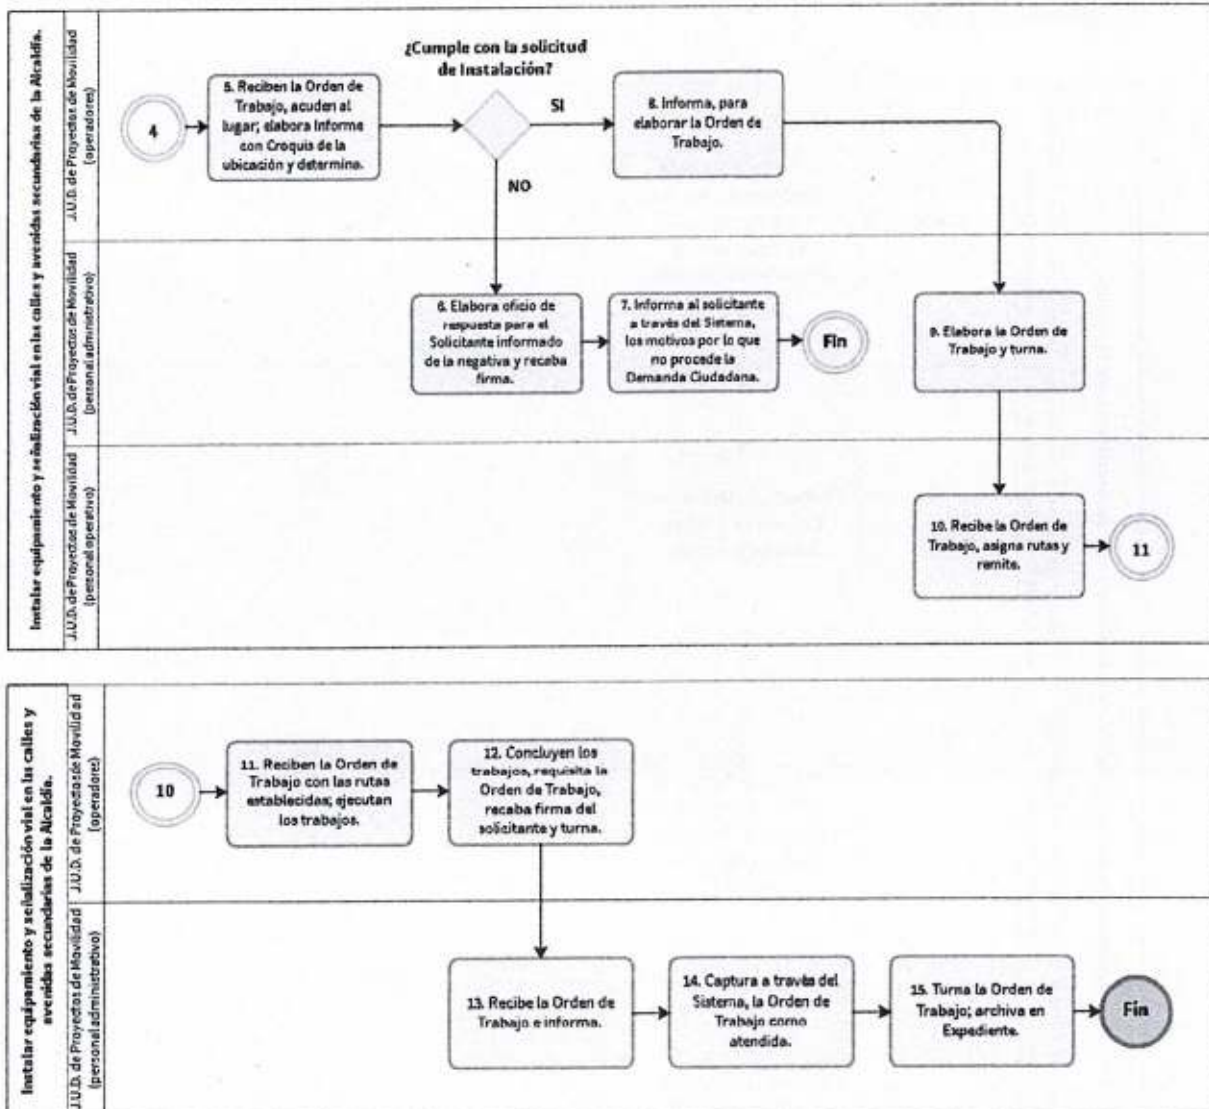 Instalar equipamiento y señalización vial en las calles y avenidas secundarias de la Alcaldía.
J.U.D. de Proyectos de Movilidad
(operadores)
4
5. Reciben la Orden de
Trabajo, acuden al
lugar; elabora Informe
con Croquis de la
ubicación y determina.
¿Cumple con la solicitud
de Instalación?
SI
NO
8. Informa, para
elaborar la Orden de
Trabajo.
J.U.D. de Proyectos de Movilidad
(personal administrativo)
6. Elabora oficio de
respuesta para el
Solicitante informado
de la negativa y recaba
firma.
7. Informa al solicitante
a través del Sistema,
los motivos por lo que
no procede la
Demanda Ciudadana.
Fin
9. Elabora la Orden de
Trabajo y turna.
J.U.D. de Proyectos de Movilidad
(personal operativo)
10. Recibe la Orden de
Trabajo, asigna rutas y
remite.
11
Instalar equipamiento y señalización vial en las calles y
avenidas secundarias de la Alcaldía.
J.U.D. de Proyectos de Movilidad
(operadores)
10
11. Reciben la Orden de
Trabajo con las rutas
establecidas; ejecutan
los trabajos.
12. Concluyen los
trabajos, requisita la
Orden de Trabajo,
recaba firma del
solicitante y turna.
J.U.D. de Proyectos de Movilidad
(personal administrativo)
13. Recibe la Orden de
Trabajo e informa.
14. Captura a través del
Sistema, la Orden de
Trabajo como
atendida.
15. Turna la Orden de
Trabajo; archiva en
Expediente.
Fin